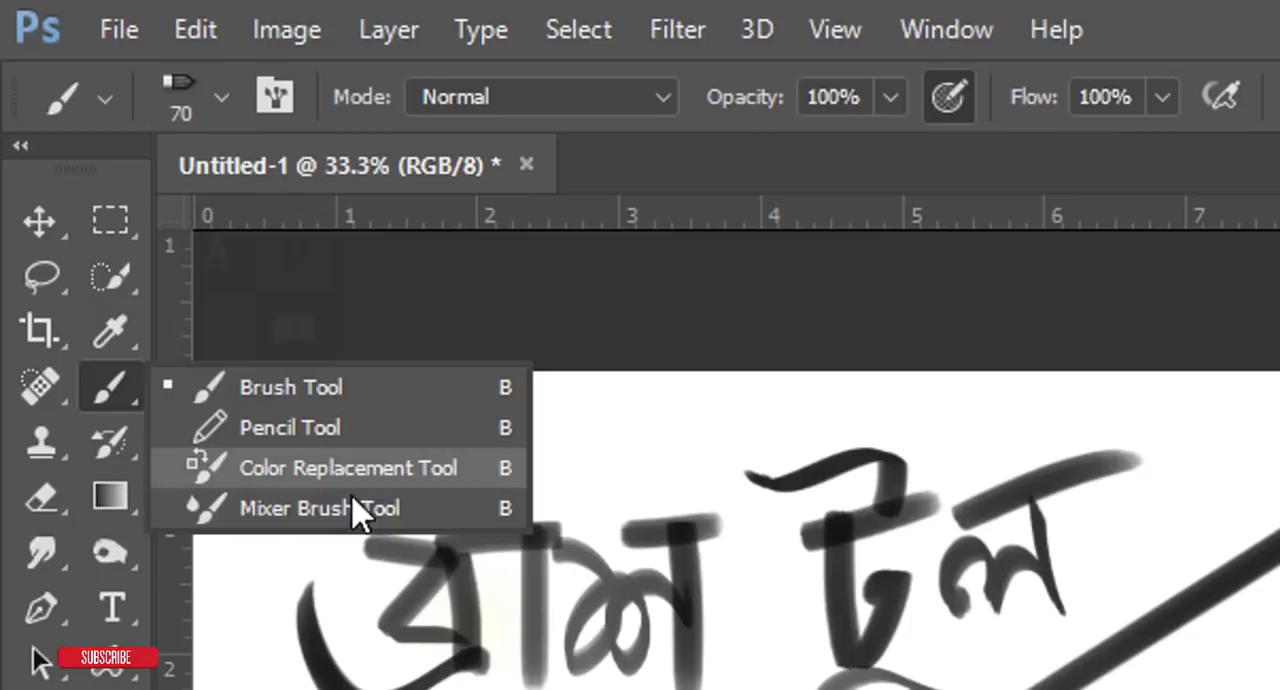 Ps File Edit Image Layer Type Select Filter 3D View Window Help
70 Mode: Normal Opacity: 100% Flow: 100%
Untitled-1 @ 33.3% (RGB/8) *
0 1 2 3 4 5 6 7
1
Brush Tool B
Pencil Tool B
Color Replacement Tool B
Mixer Brush Tool B
ব্রাশ টুল
T
SUBSCRIBE
2